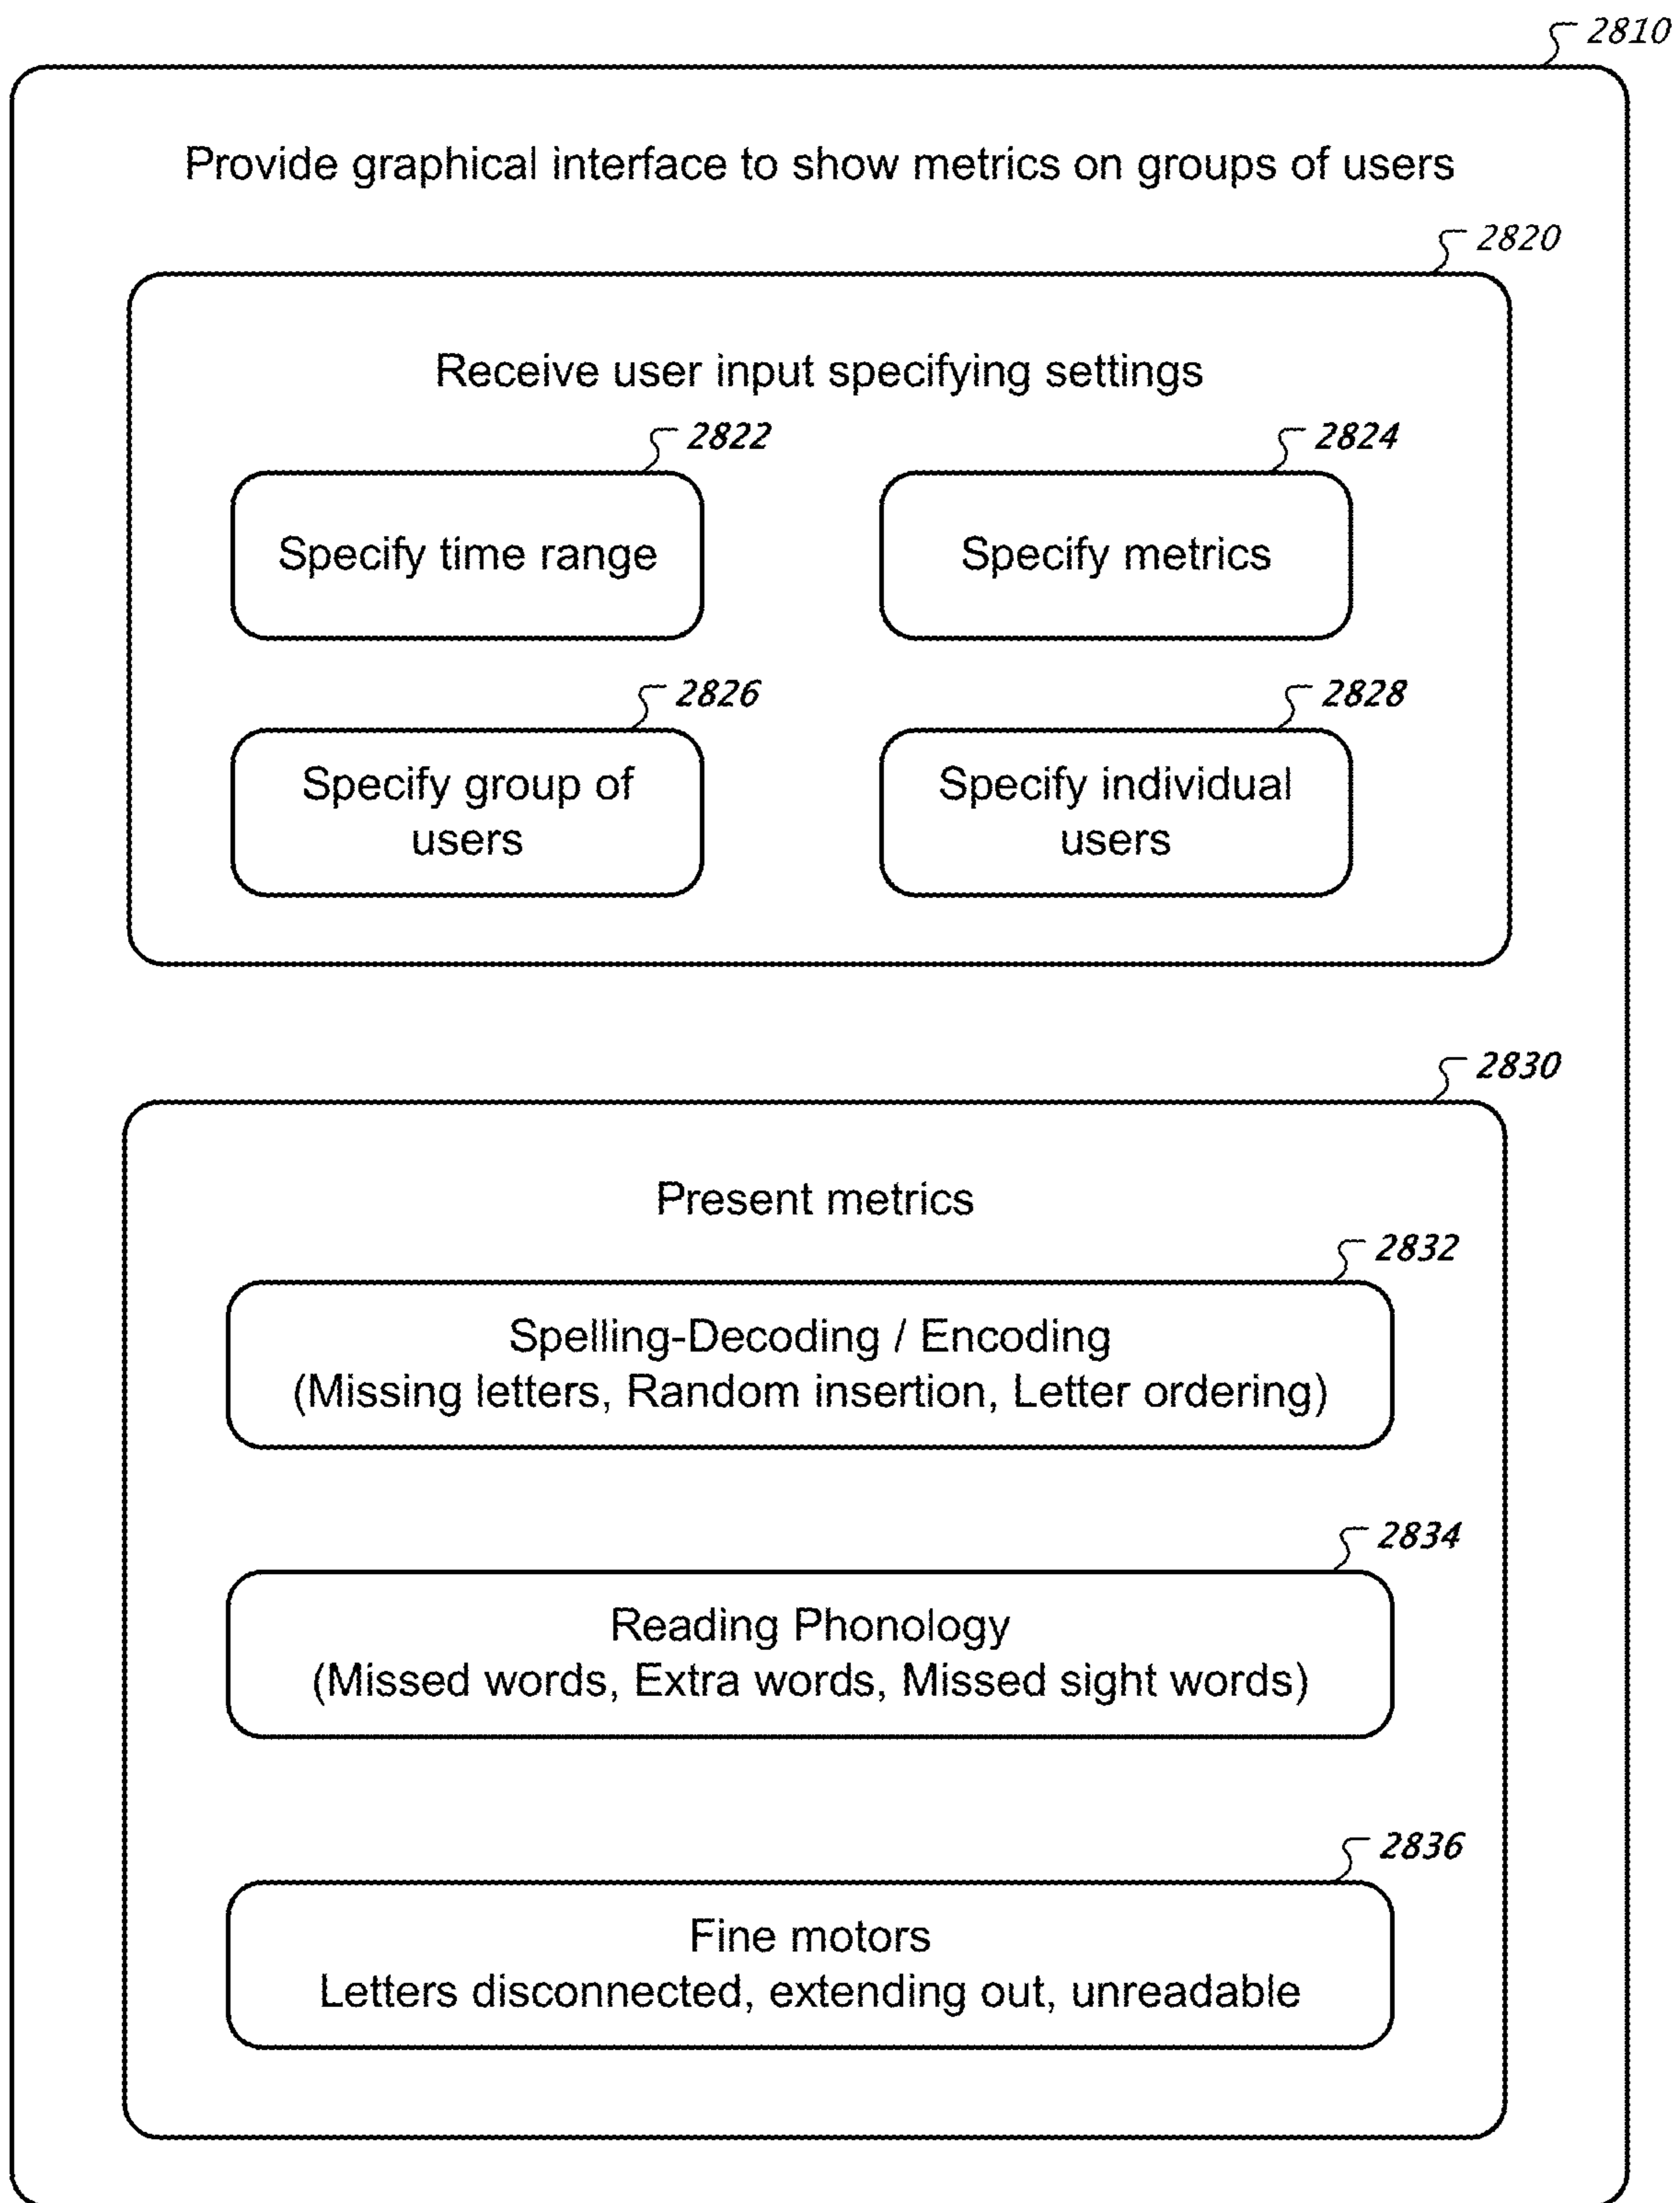 2810
Provide graphical interface to show metrics on groups of users
2820
Receive user input specifying settings
2822
2824
Specify time range
Specify metrics
2826
2828
Specify group of
users
Specify individual
users
2830
Present metrics
2832
Spelling-Decoding / Encoding
(Missing letters, Random insertion, Letter ordering)
2834
Reading Phonology
(Missed words, Extra words, Missed sight words)
2836
Fine motors
Letters disconnected, extending out, unreadable